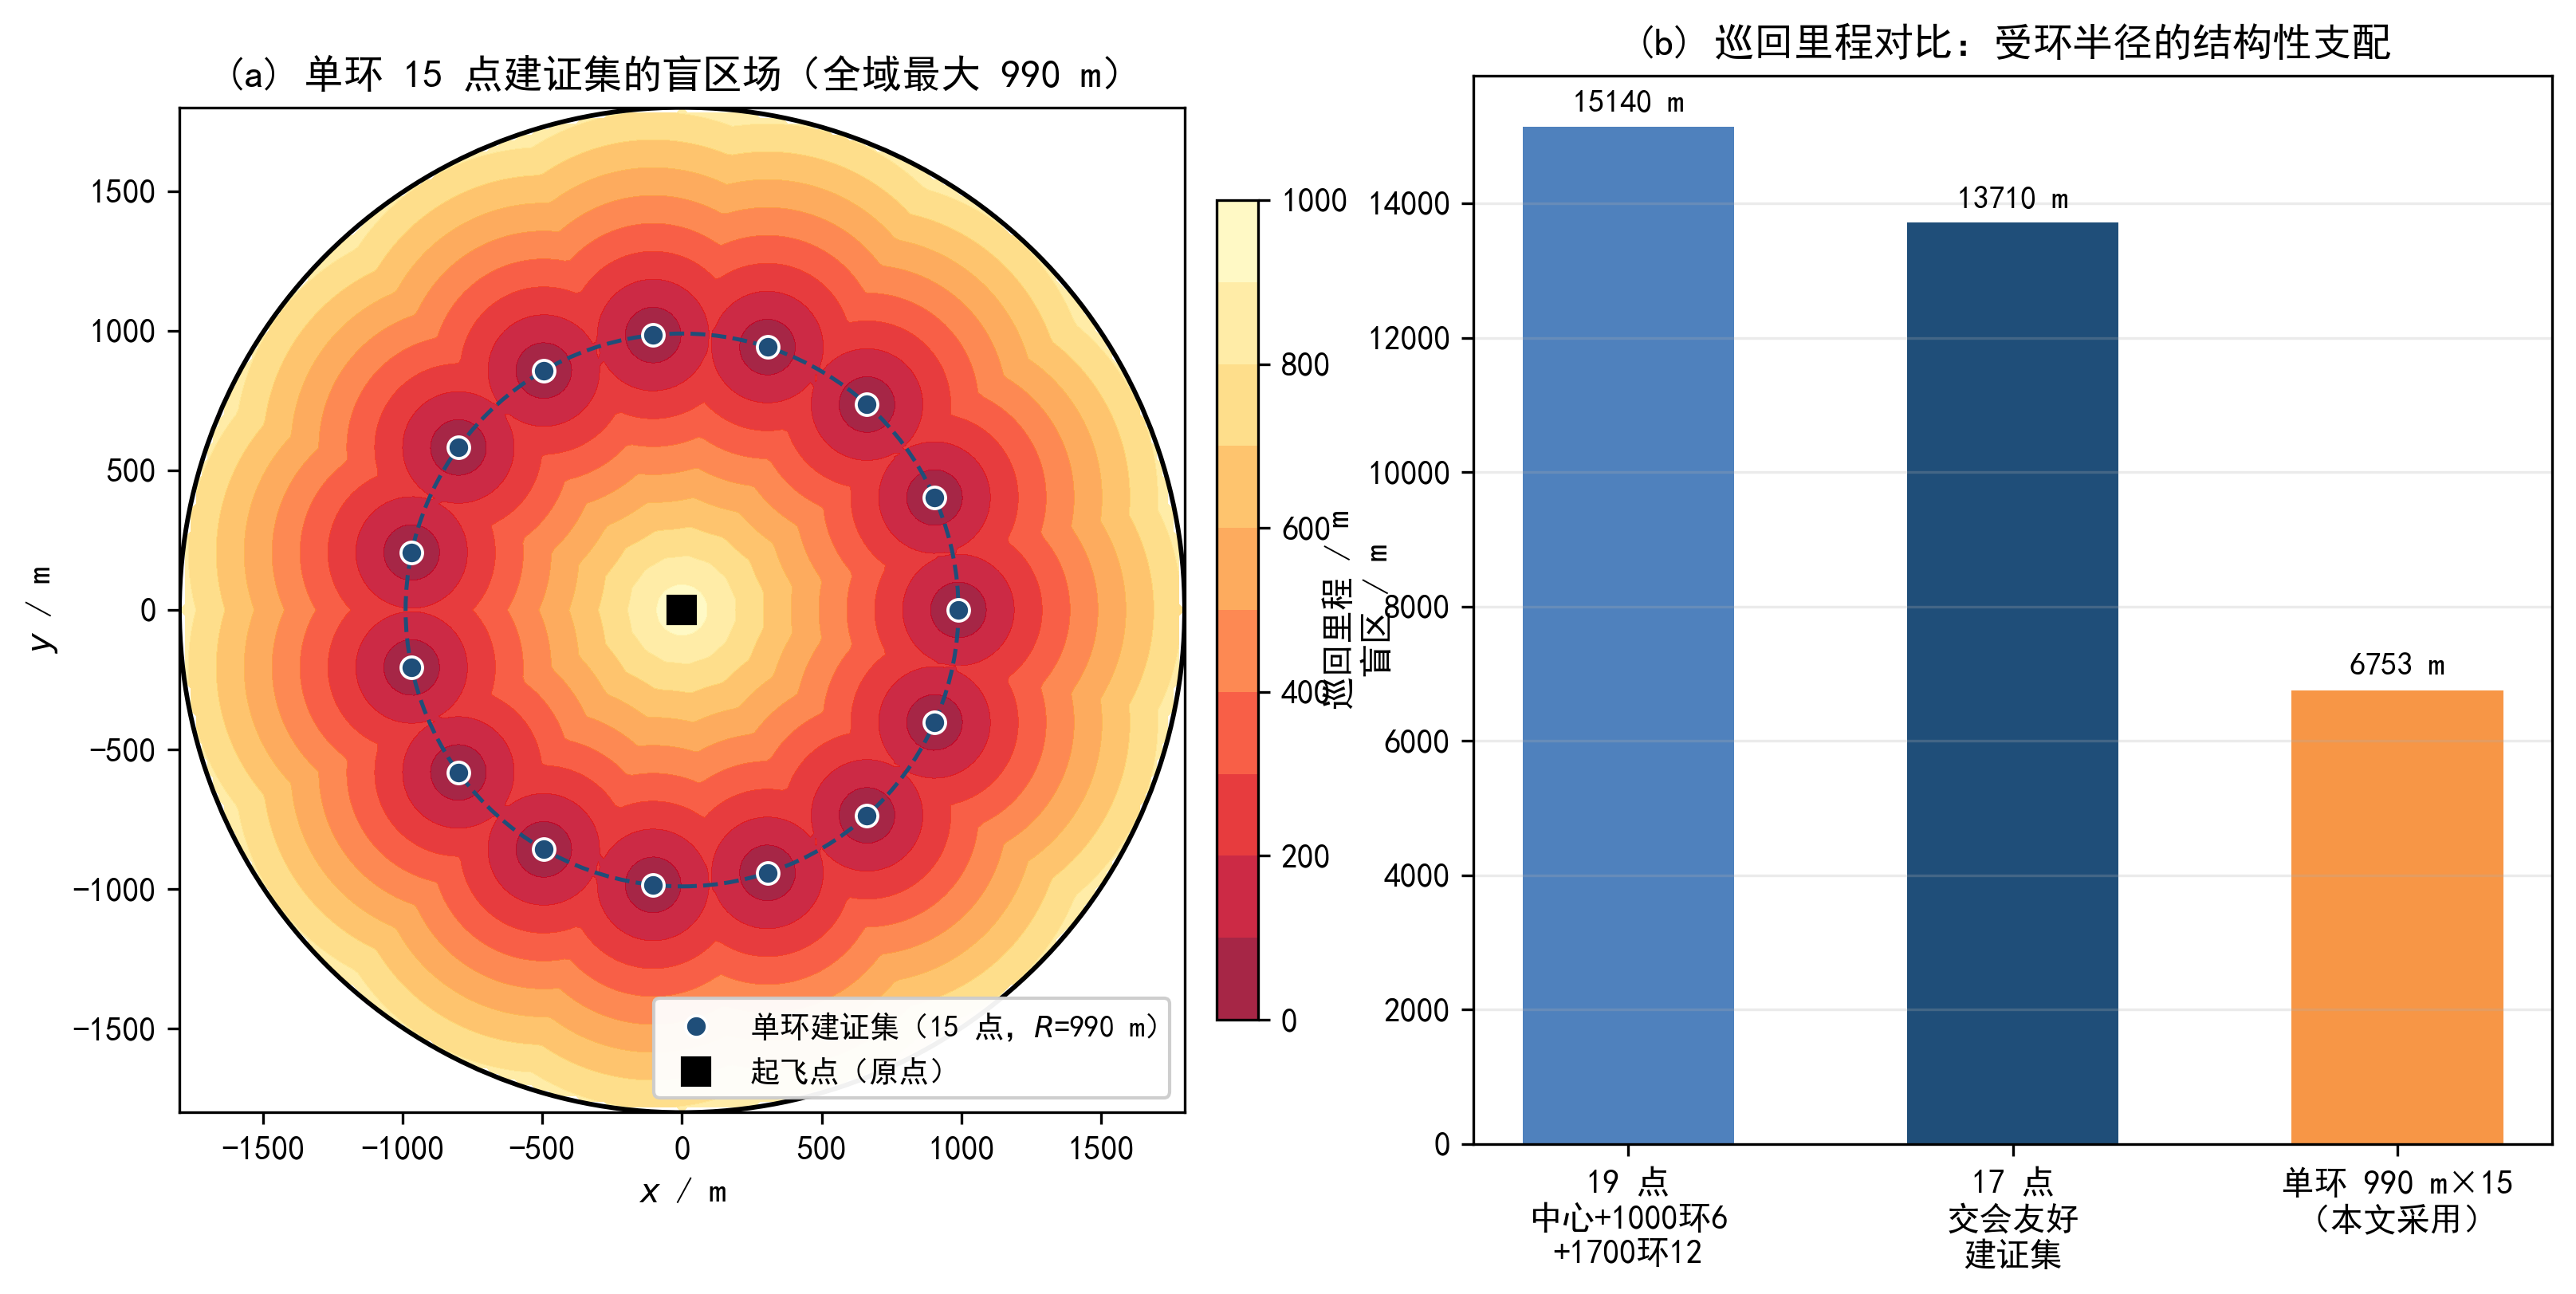 (a) 单环 15 点建证集的盲区场（全域最大 990 m）
1500
1000
500
0
−500
−1000
−1500
y / m
−1500
−1000
−500
0
500
1000
1500
x / m
单环建证集（15 点，R=990 m）
起飞点（原点）
1000
800
600
400
200
0
盲区 / m
(b) 巡回里程对比：受环半径的结构性支配
巡回里程 / m
14000
12000
10000
8000
6000
4000
2000
0
15140 m
13710 m
6753 m
19 点
中心+1000环6
+1700环12
17 点
交会友好
建证集
单环 990 m×15
（本文采用）